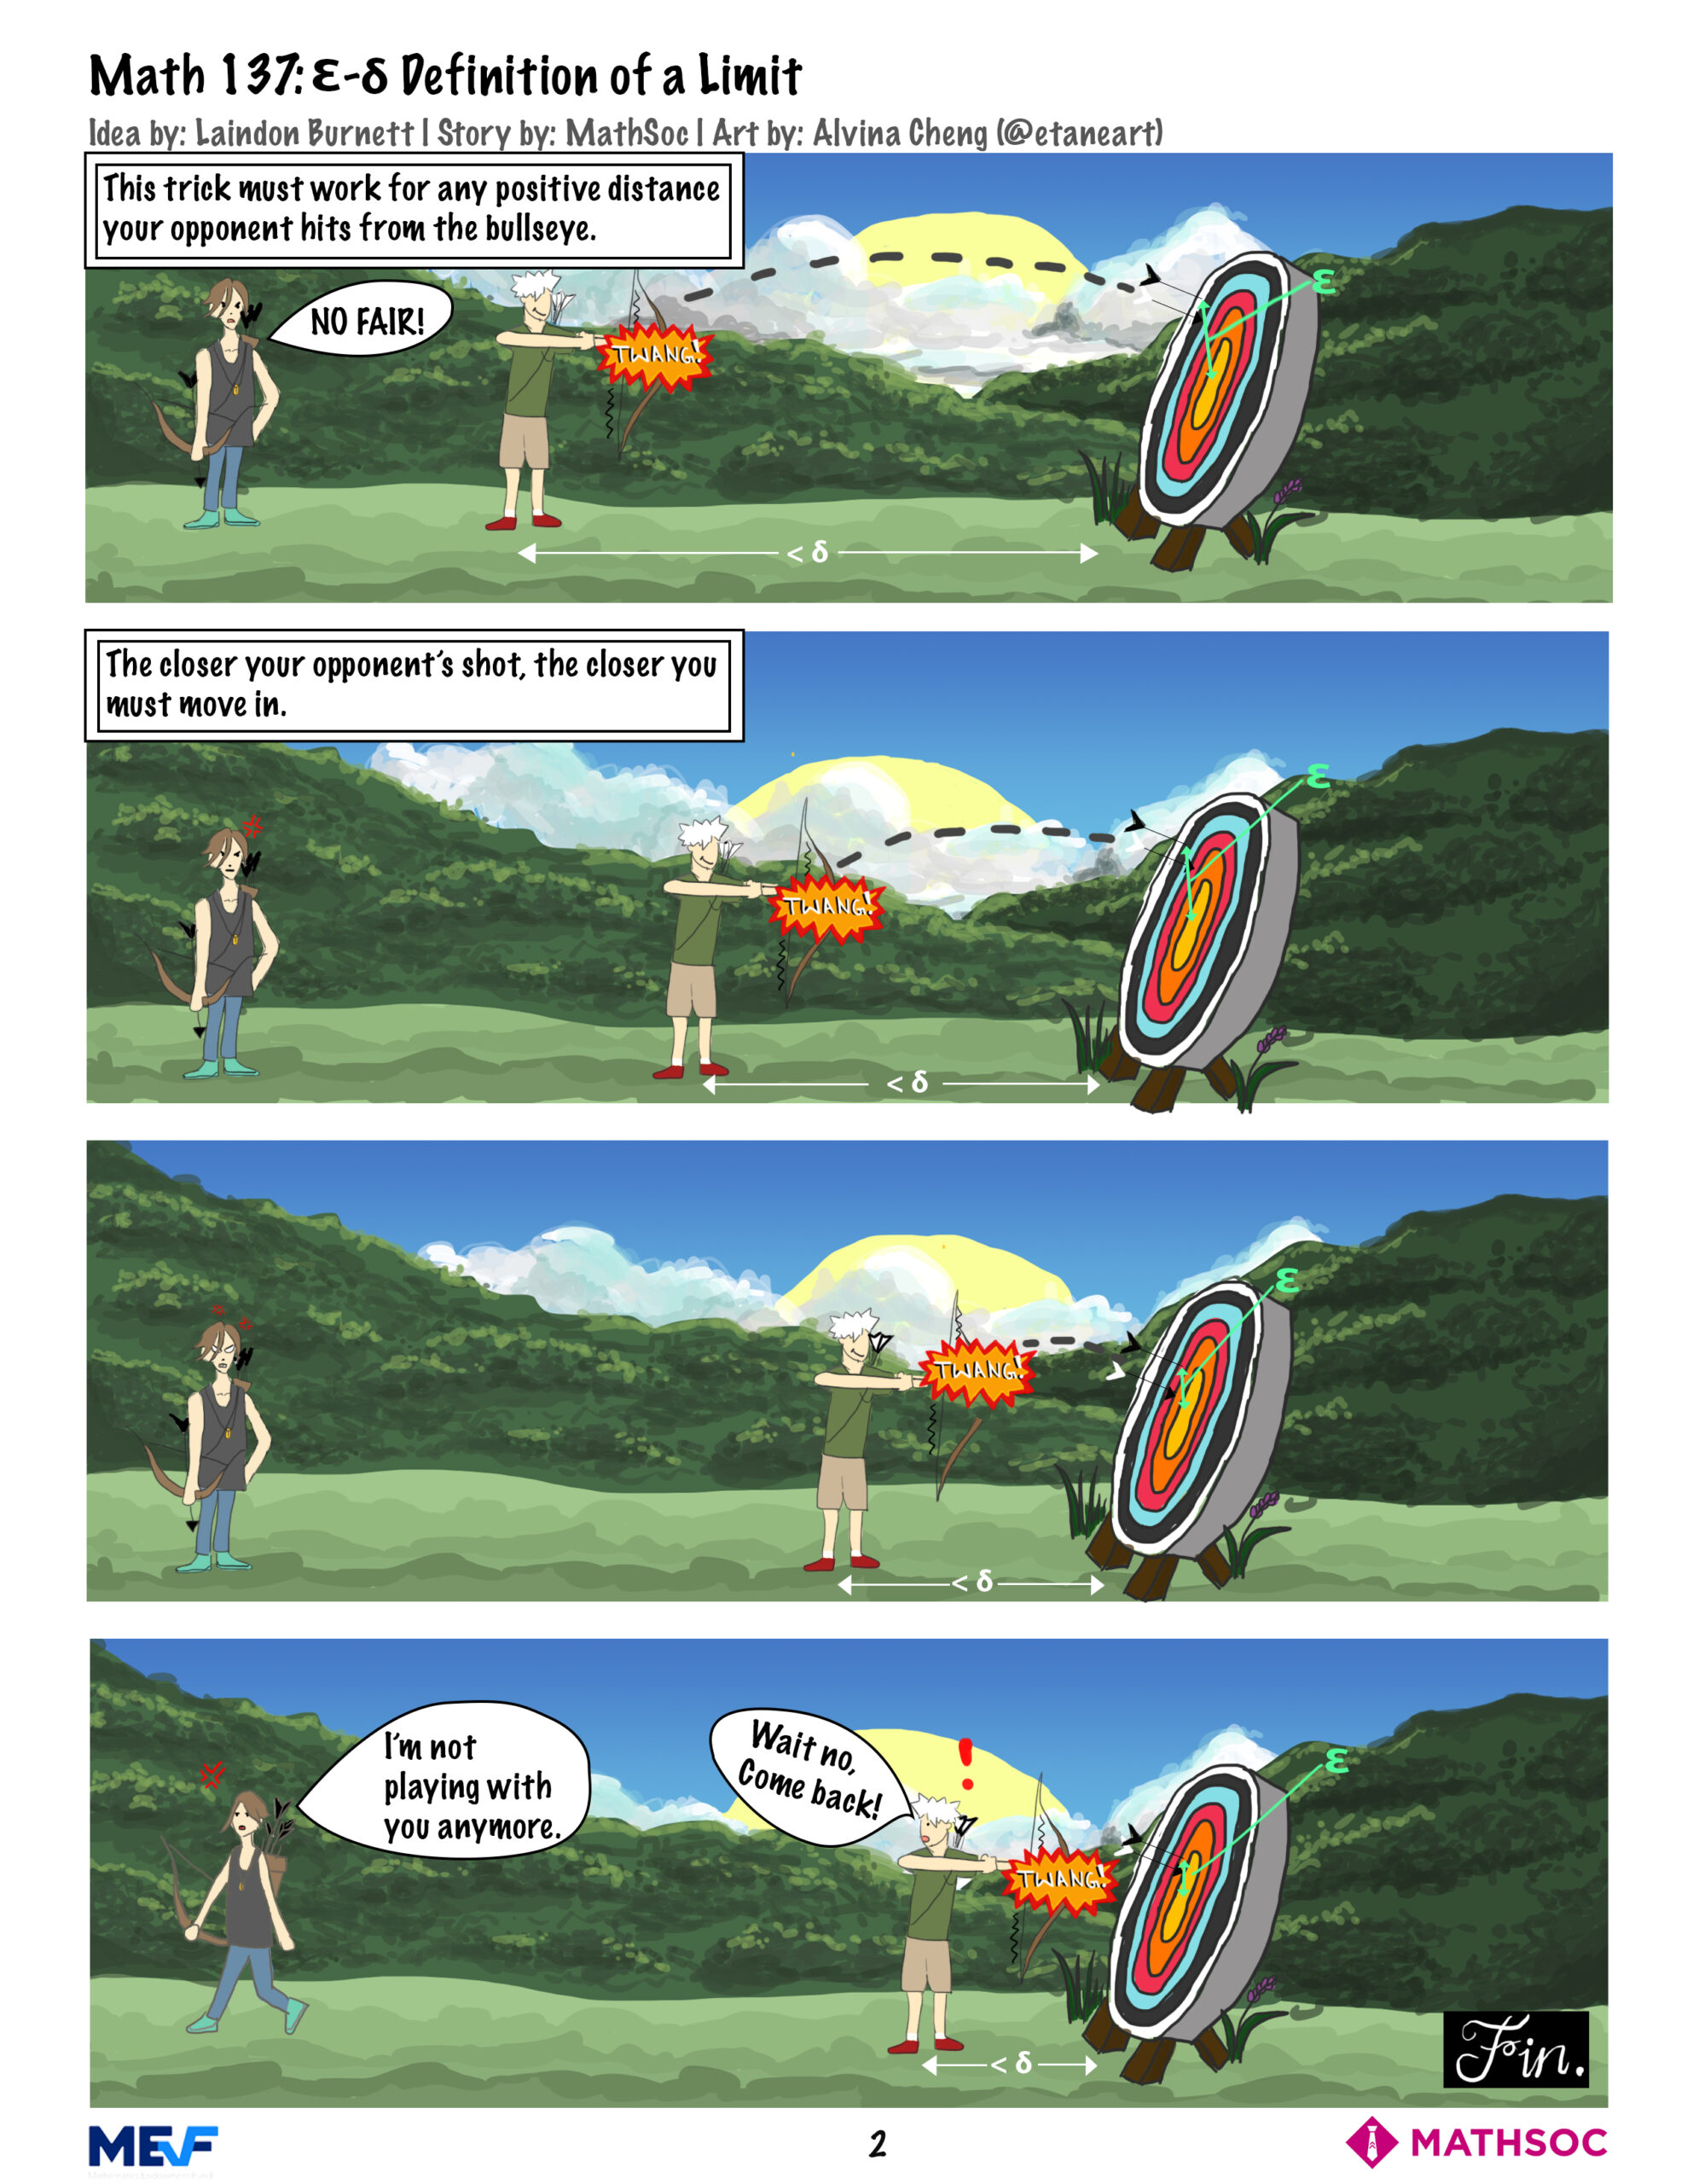 Math 137: ε-δ Definition of a Limit
Idea by: Laindon Burnett | Story by: MathSoc | Art by: Alvina Cheng (@etaneart)
This trick must work for any positive distance
your opponent hits from the bullseye.
NO FAIR!
TWANG!
ε
< δ
The closer your opponent's shot, the closer you
must move in.
ε
TWANG!
< δ
ε
TWANG!
< δ
I'm not
playing with
you anymore.
Wait no,
Come back!
!
ε
TWANG!
< δ
Fin.
MEF
2
MATHSOC